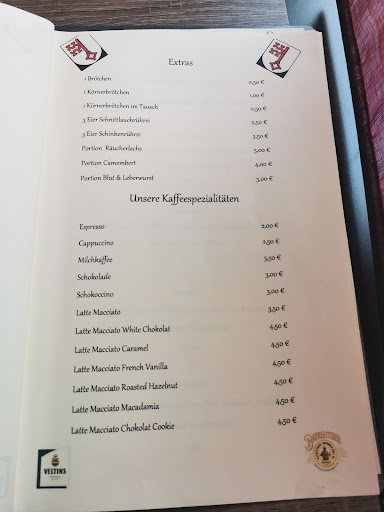 Extras
1 Brötchen 0,50 €
1 Körnerbrötchen 1,00 €
1 Körnerbrötchen im Tausch 0,50 €
3 Eier Schnittlauchrührei 2,50 €
3 Eier Schinkenrührei 3,50 €
Portion Räucherlachs 5,00 €
Portion Camembert 4,00 €
Portion Blut & Leberwurst 3,00 €
Unsere Kaffeespezialitäten
Espresso 2,00 €
Cappuccino 2,50 €
Milchkaffee 3,50 €
Schokolade 3,00 €
Schokoccino 3,00 €
Latte Macciato 3,50 €
Latte Macciato White Chokolat 4,50 €
Latte Macciato Caramel 4,50 €
Latte Macciato French Vanilla 4,50 €
Latte Macciato Roasted Hazelnut 4,50 €
Latte Macciato Macadamia 4,50 €
Latte Macciato Chokolat Cookie 4,50 €
VELTINS